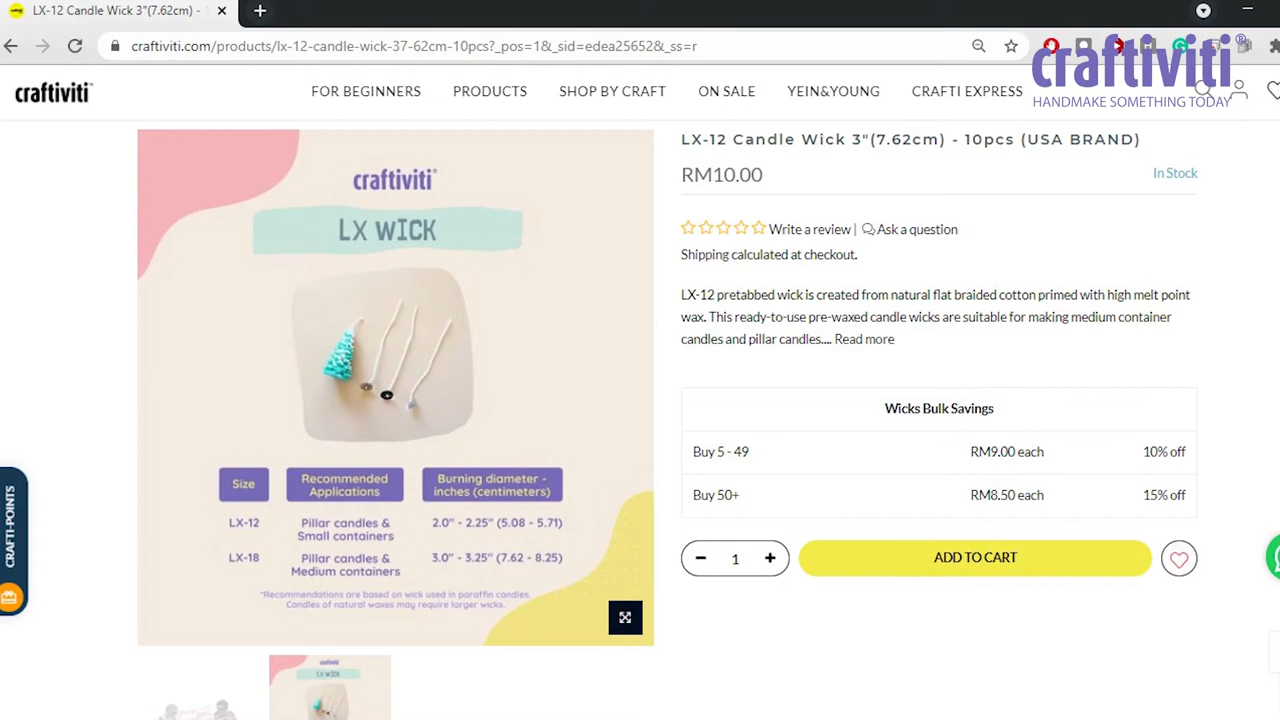 LX-12 Candle Wick 3"(7.62cm) -
craftiviti.com/products/lx-12-candle-wick-37-62cm-10pcs?_pos=1&_sid=edea25652&_ss=r
craftiviti®
HANDMAKE SOMETHING TODAY
craftiviti
FOR BEGINNERS PRODUCTS SHOP BY CRAFT ON SALE YEIN&YOUNG CRAFTI EXPRESS
craftiviti®
LX WICK
Size
Recommended
Applications
Burning diameter -
inches (centimeters)
LX-12
Pillar candles &
Small containers
2.0" - 2.25" (5.08 - 5.71)
LX-18
Pillar candles &
Medium containers
3.0" - 3.25" (7.62 - 8.25)
*Recommendations are based on wick used in paraffin candles.
Candles of natural waxes may require larger wicks.
LX-12 Candle Wick 3"(7.62cm) - 10pcs (USA BRAND)
RM10.00 In Stock
Write a review | Ask a question
Shipping calculated at checkout.
LX-12 pretabbed wick is created from natural flat braided cotton primed with high melt point
wax. This ready-to-use pre-waxed candle wicks are suitable for making medium container
candles and pillar candles.... Read more
Wicks Bulk Savings
Buy 5 - 49 RM9.00 each 10% off
Buy 50+ RM8.50 each 15% off
− 1 + ADD TO CART
CRAFTI-POINTS
craftiviti
LX WICK